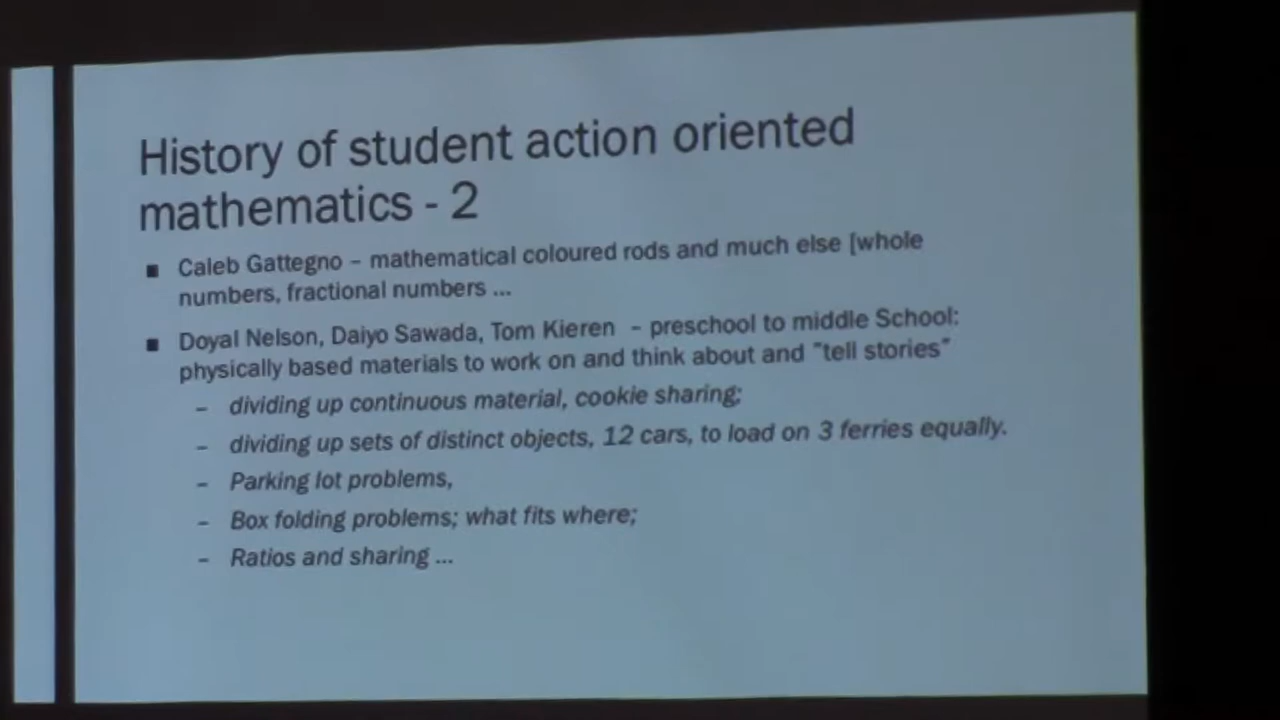 History of student action oriented
mathematics - 2
■ Caleb Gattegno – mathematical coloured rods and much else [whole
numbers, fractional numbers ...
■ Doyal Nelson, Daiyo Sawada, Tom Kieren – preschool to middle School:
physically based materials to work on and think about and "tell stories"
– dividing up continuous material, cookie sharing;
– dividing up sets of distinct objects, 12 cars, to load on 3 ferries equally.
– Parking lot problems,
– Box folding problems; what fits where;
– Ratios and sharing ...